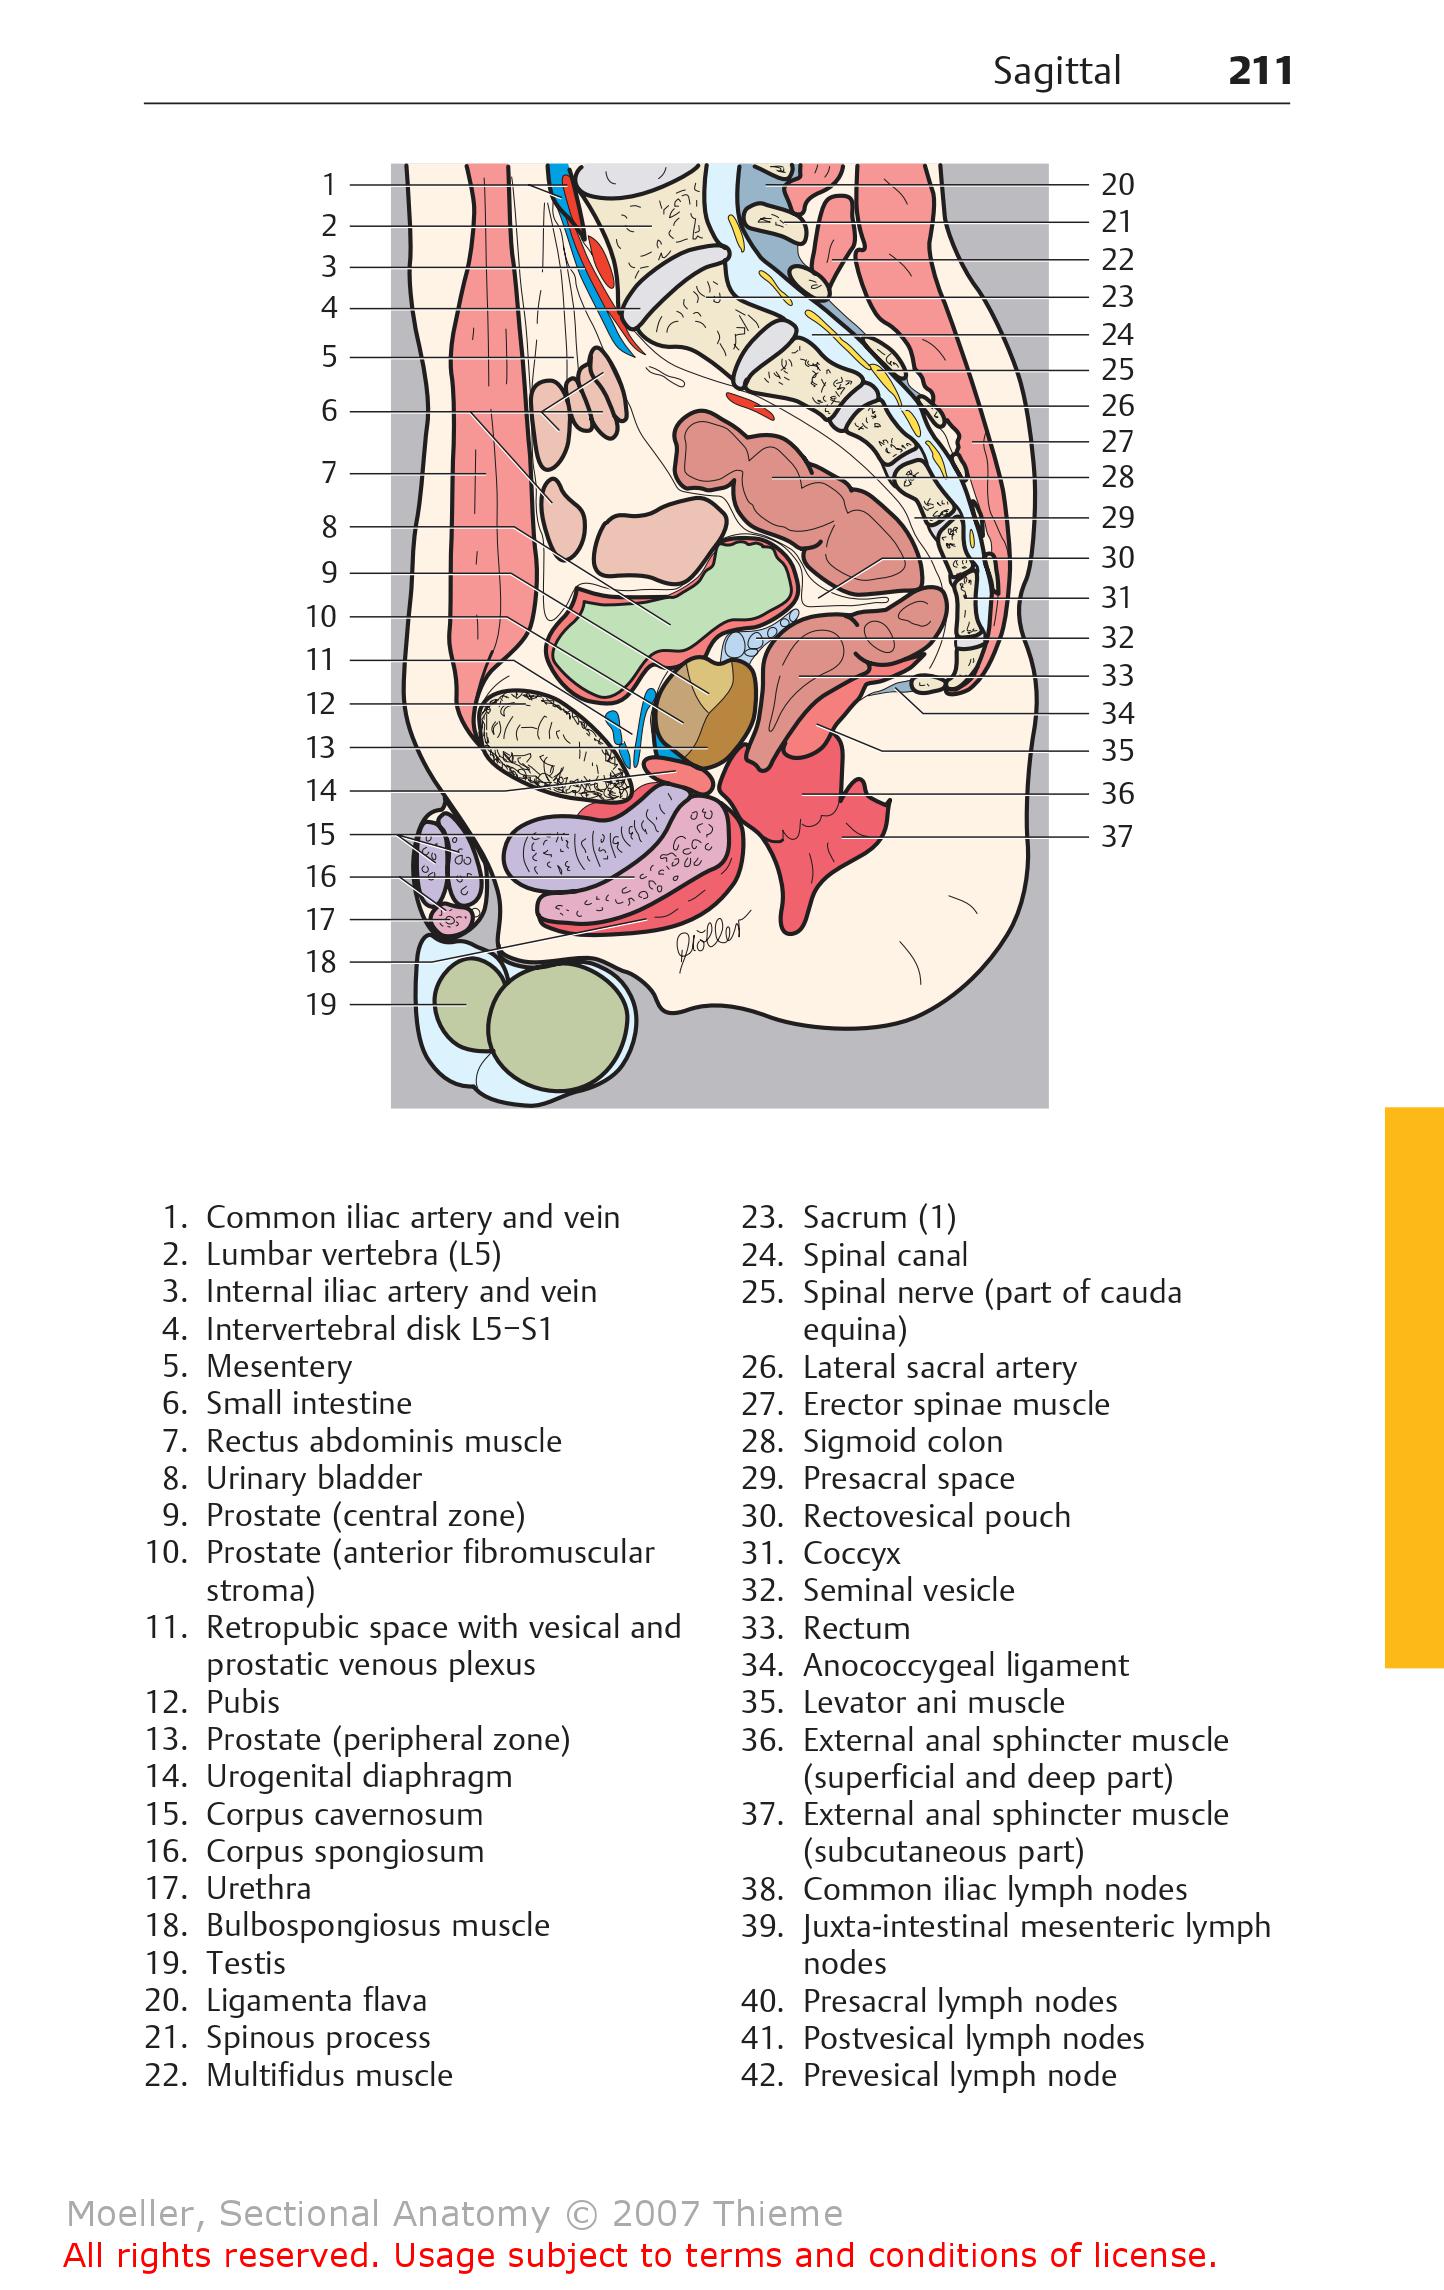 Sagittal 211
1
2
3
4
5
6
7
8
9
10
11
12
13
14
15
16
17
18
19
20
21
22
23
24
25
26
27
28
29
30
31
32
33
34
35
36
37
Möller
1. Common iliac artery and vein
2. Lumbar vertebra (L5)
3. Internal iliac artery and vein
4. Intervertebral disk L5–S1
5. Mesentery
6. Small intestine
7. Rectus abdominis muscle
8. Urinary bladder
9. Prostate (central zone)
10. Prostate (anterior fibromuscular
stroma)
11. Retropubic space with vesical and
prostatic venous plexus
12. Pubis
13. Prostate (peripheral zone)
14. Urogenital diaphragm
15. Corpus cavernosum
16. Corpus spongiosum
17. Urethra
18. Bulbospongiosus muscle
19. Testis
20. Ligamenta flava
21. Spinous process
22. Multifidus muscle
23. Sacrum (1)
24. Spinal canal
25. Spinal nerve (part of cauda
equina)
26. Lateral sacral artery
27. Erector spinae muscle
28. Sigmoid colon
29. Presacral space
30. Rectovesical pouch
31. Coccyx
32. Seminal vesicle
33. Rectum
34. Anococcygeal ligament
35. Levator ani muscle
36. External anal sphincter muscle
(superficial and deep part)
37. External anal sphincter muscle
(subcutaneous part)
38. Common iliac lymph nodes
39. Juxta-intestinal mesenteric lymph
nodes
40. Presacral lymph nodes
41. Postvesical lymph nodes
42. Prevesical lymph node
Moeller, Sectional Anatomy © 2007 Thieme
All rights reserved. Usage subject to terms and conditions of license.